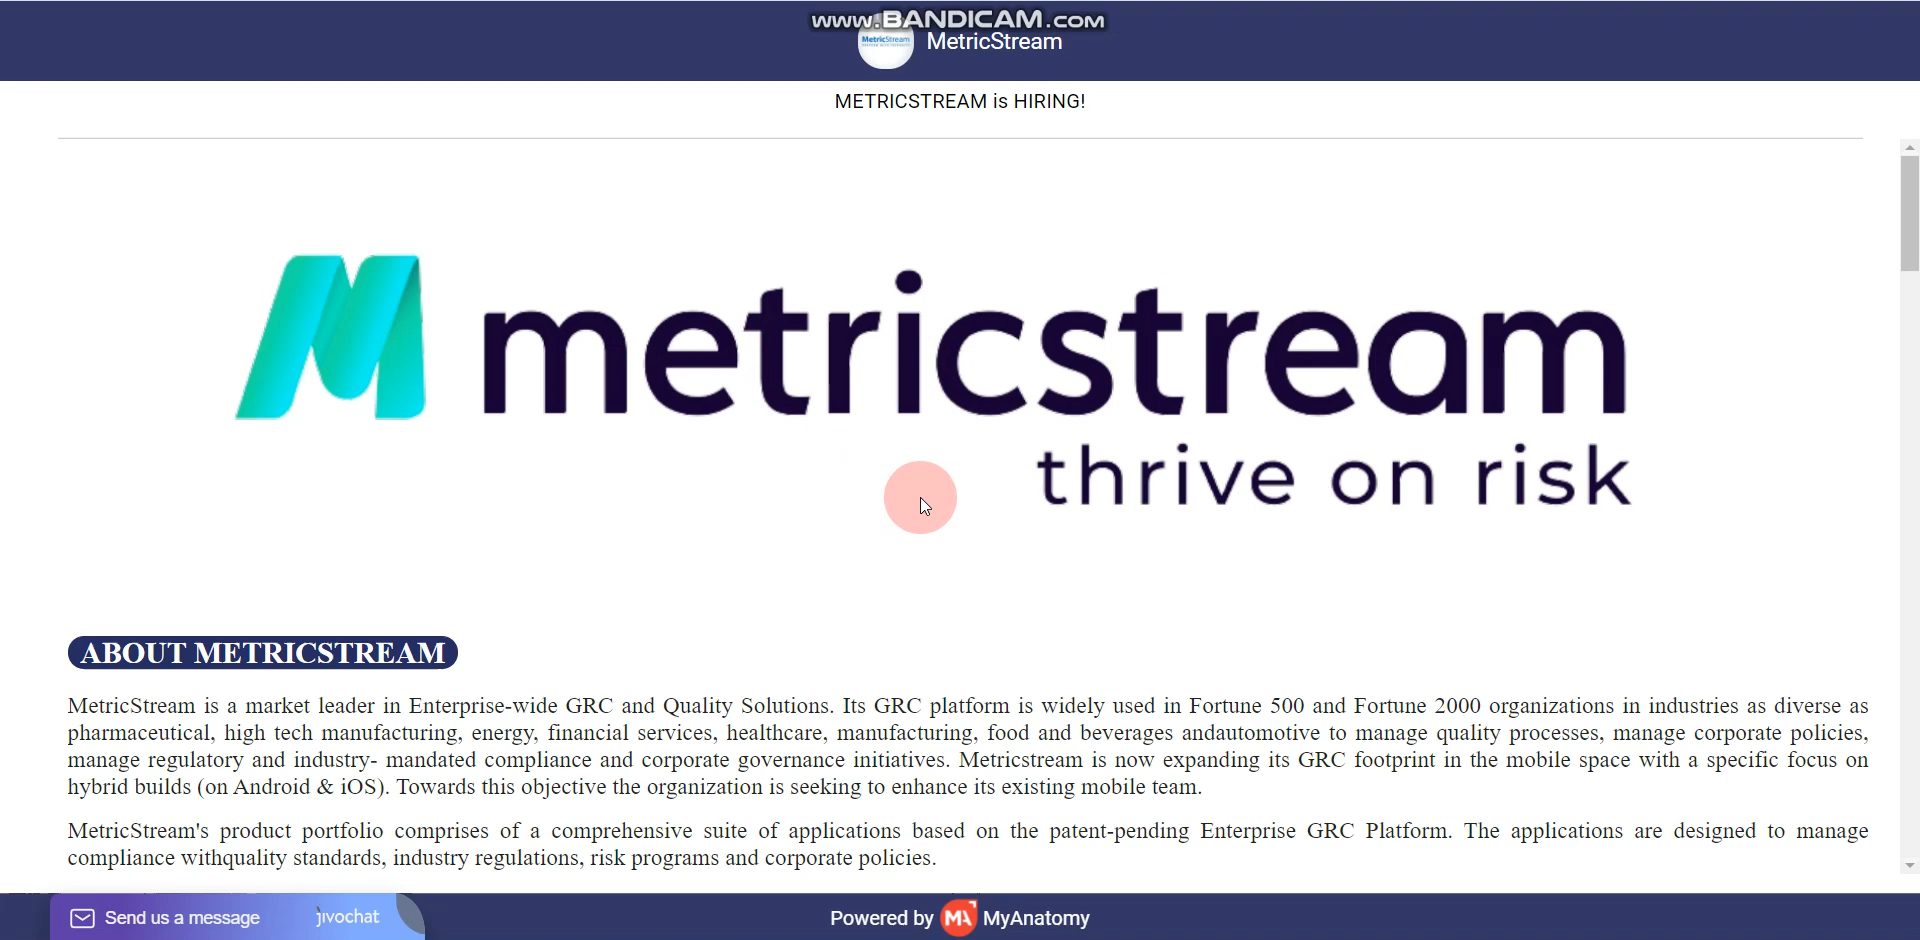 www.BANDICAM.com
MetricStream
MetricStream
METRICSTREAM is HIRING!
metricstream
thrive on risk
ABOUT METRICSTREAM
MetricStream is a market leader in Enterprise-wide GRC and Quality Solutions. Its GRC platform is widely used in Fortune 500 and Fortune 2000 organizations in industries as diverse as
pharmaceutical, high tech manufacturing, energy, financial services, healthcare, manufacturing, food and beverages andautomotive to manage quality processes, manage corporate policies,
manage regulatory and industry- mandated compliance and corporate governance initiatives. Metricstream is now expanding its GRC footprint in the mobile space with a specific focus on
hybrid builds (on Android & iOS). Towards this objective the organization is seeking to enhance its existing mobile team.
MetricStream's product portfolio comprises of a comprehensive suite of applications based on the patent-pending Enterprise GRC Platform. The applications are designed to manage
compliance withquality standards, industry regulations, risk programs and corporate policies.
Send us a message jivochat
Powered by MA MyAnatomy